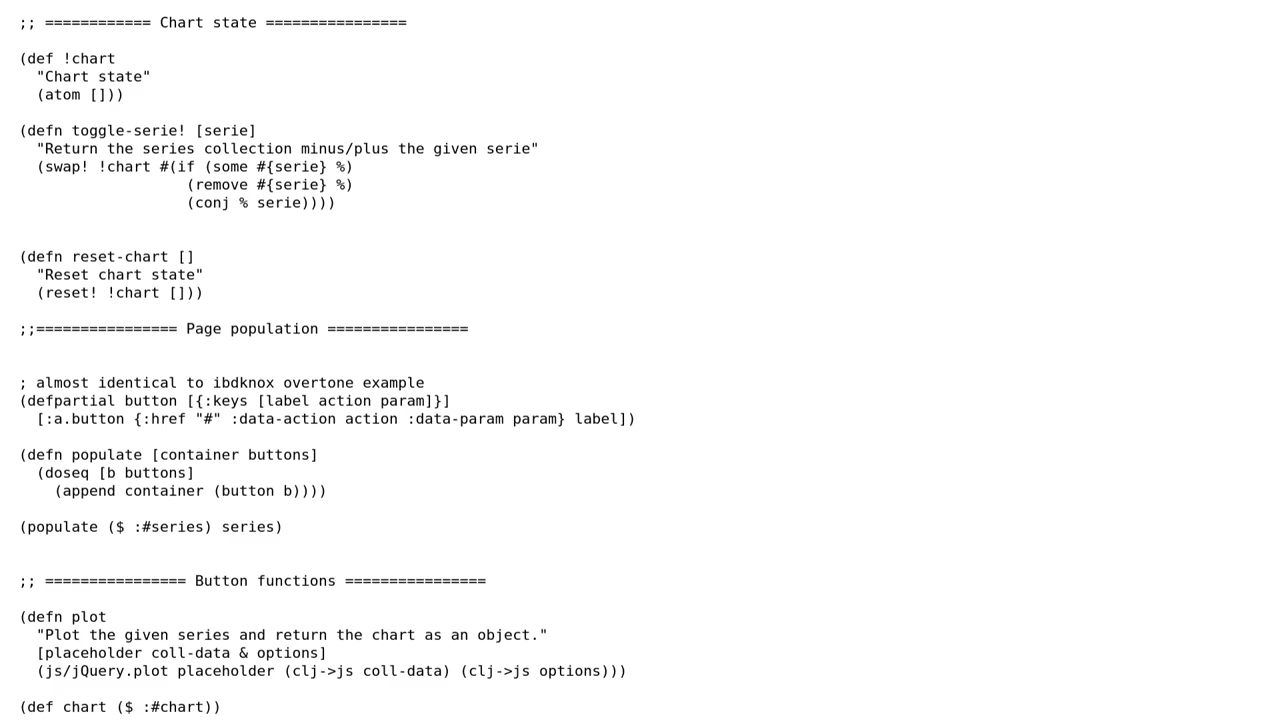 ;; ============ Chart state ================
(def !chart
"Chart state"
(atom []))
(defn toggle-serie! [serie]
"Return the series collection minus/plus the given serie"
(swap! !chart #(if (some #{serie} %)
(remove #{serie} %)
(conj % serie))))
(defn reset-chart []
"Reset chart state"
(reset! !chart []))
;;================ Page population ================
; almost identical to ibdknox overtone example
(defpartial button [{:keys [label action param]}]
[:a.button {:href "#" :data-action action :data-param param} label])
(defn populate [container buttons]
(doseq [b buttons]
(append container (button b))))
(populate ($ :#series) series)
;; ================ Button functions ================
(defn plot
"Plot the given series and return the chart as an object."
[placeholder coll-data & options]
(js/jQuery.plot placeholder (clj->js coll-data) (clj->js options)))
(def chart ($ :#chart))